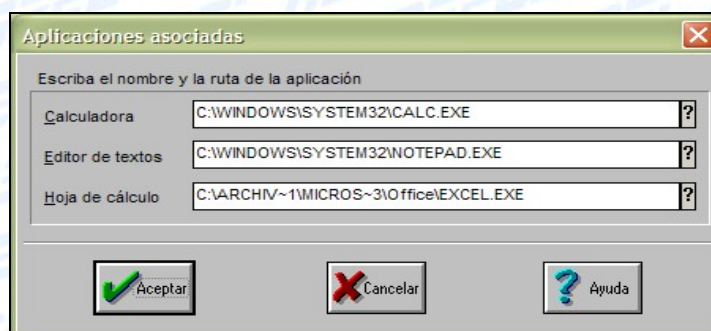 Aplicaciones asociadas
Escriba el nombre y la ruta de la aplicación
Calculadora C:\WINDOWS\SYSTEM32\CALC.EXE ?
Editor de textos C:\WINDOWS\SYSTEM32\NOTEPAD.EXE ?
Hoja de cálculo C:\ARCHIV~1\MICROS~3\Office\EXCEL.EXE ?
Aceptar Cancelar ? Ayuda